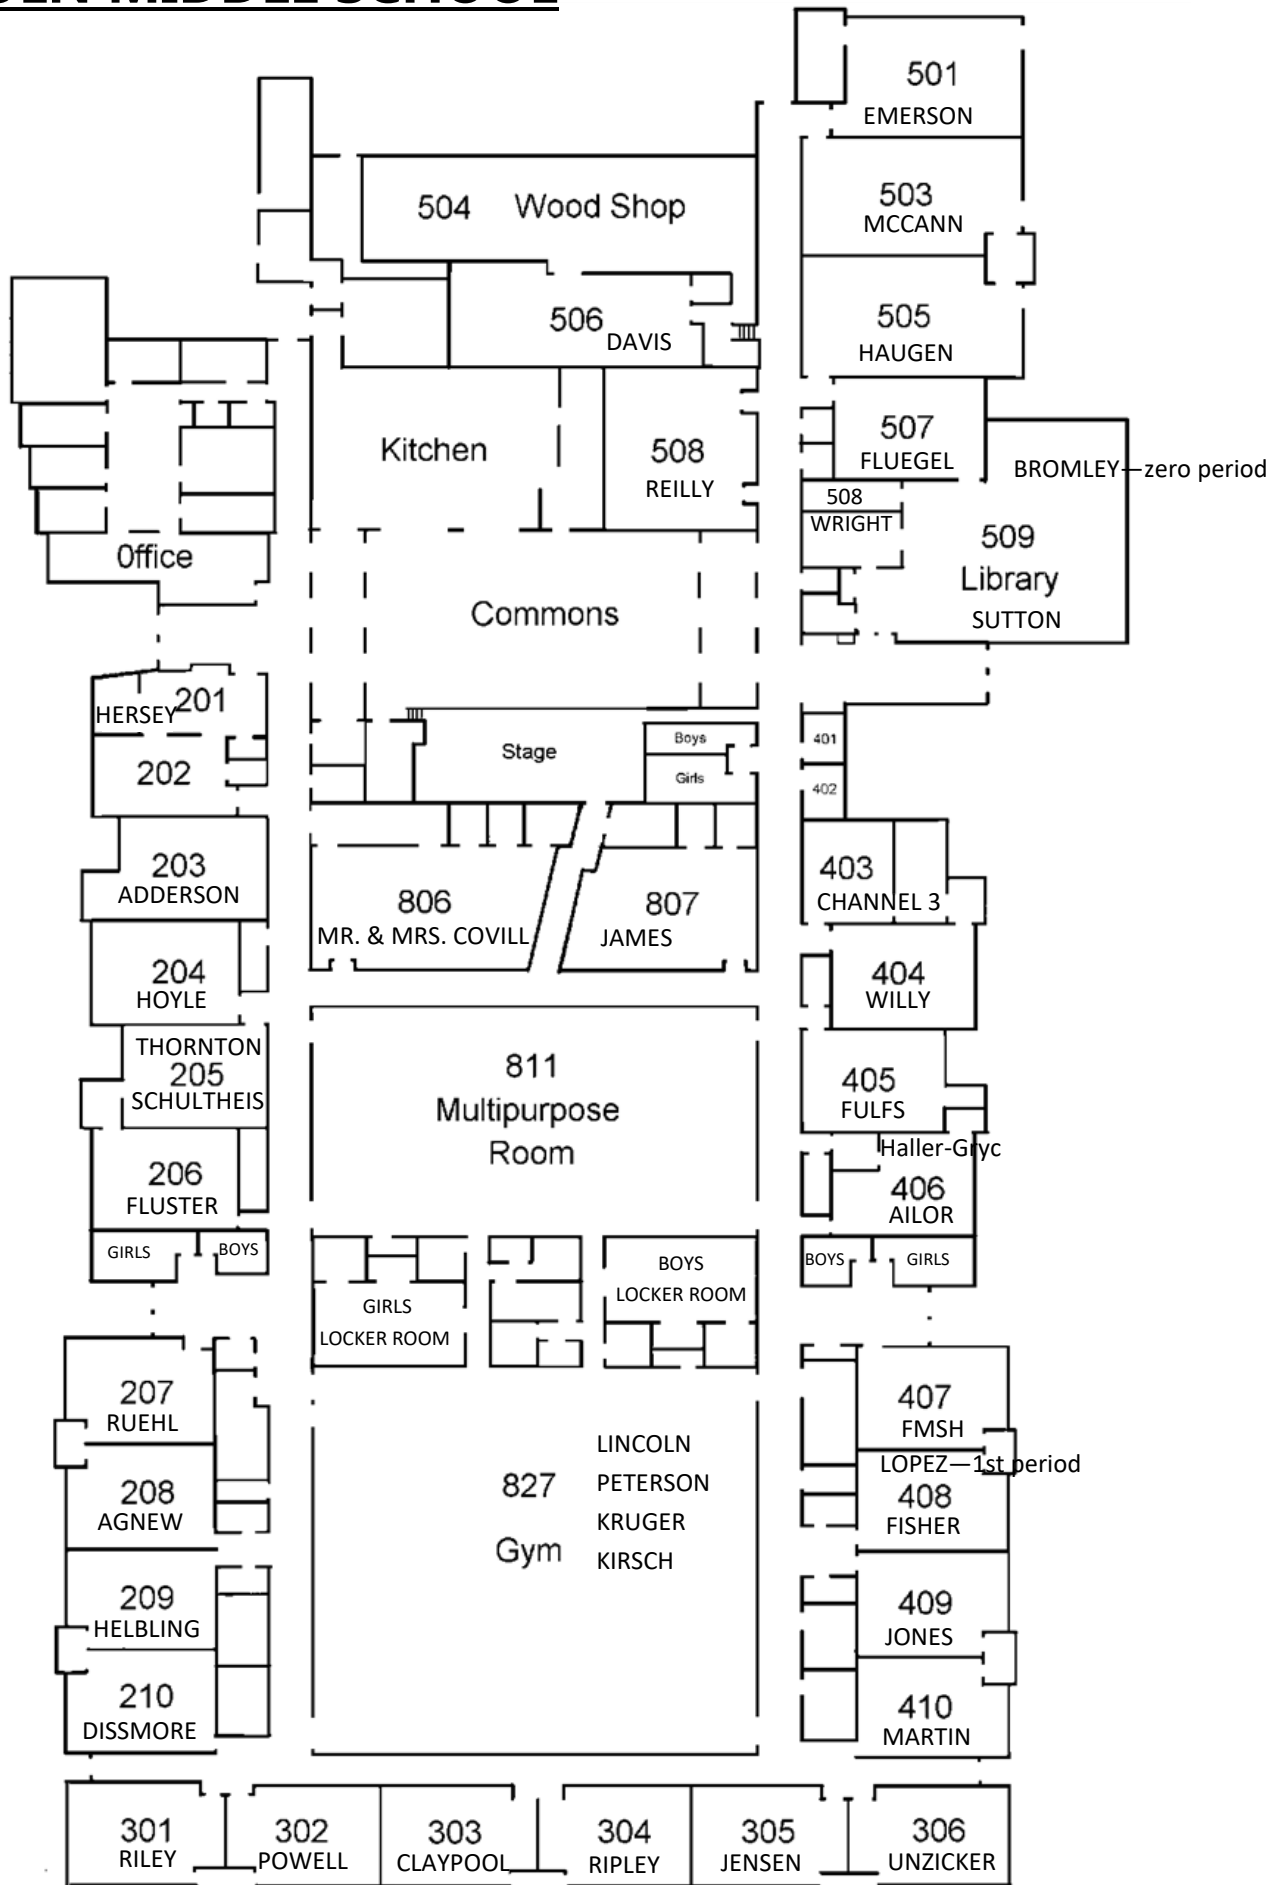 MIDDLE SCHOOL
501
EMERSON
503
MCCANN
504 Wood Shop
505
HAUGEN
506
DAVIS
507
FLUEGEL
Kitchen
508
REILLY
BROMLEY—zero period
508
WRIGHT
509
Library
SUTTON
Office
Commons
201
HERSEY
202
Stage
Boys
Girls
401
402
203
ADDERSON
806
MR. & MRS. COVILL
807
JAMES
403
CHANNEL 3
204
HOYLE
404
WILLY
THORNTON
205
SCHULTHEIS
811
Multipurpose
Room
405
FULFS
Haller-Gryc
206
FLUSTER
406
AILOR
GIRLS
BOYS
BOYS
GIRLS
GIRLS
LOCKER ROOM
BOYS
LOCKER ROOM
207
RUEHL
407
FMSH
LINCOLN
PETERSON
KRUGER
KIRSCH
827
Gym
LOPEZ—1st period
208
AGNEW
408
FISHER
209
HELBLING
409
JONES
210
DISSMORE
410
MARTIN
301
RILEY
302
POWELL
303
CLAYPOOL
304
RIPLEY
305
JENSEN
306
UNZICKER